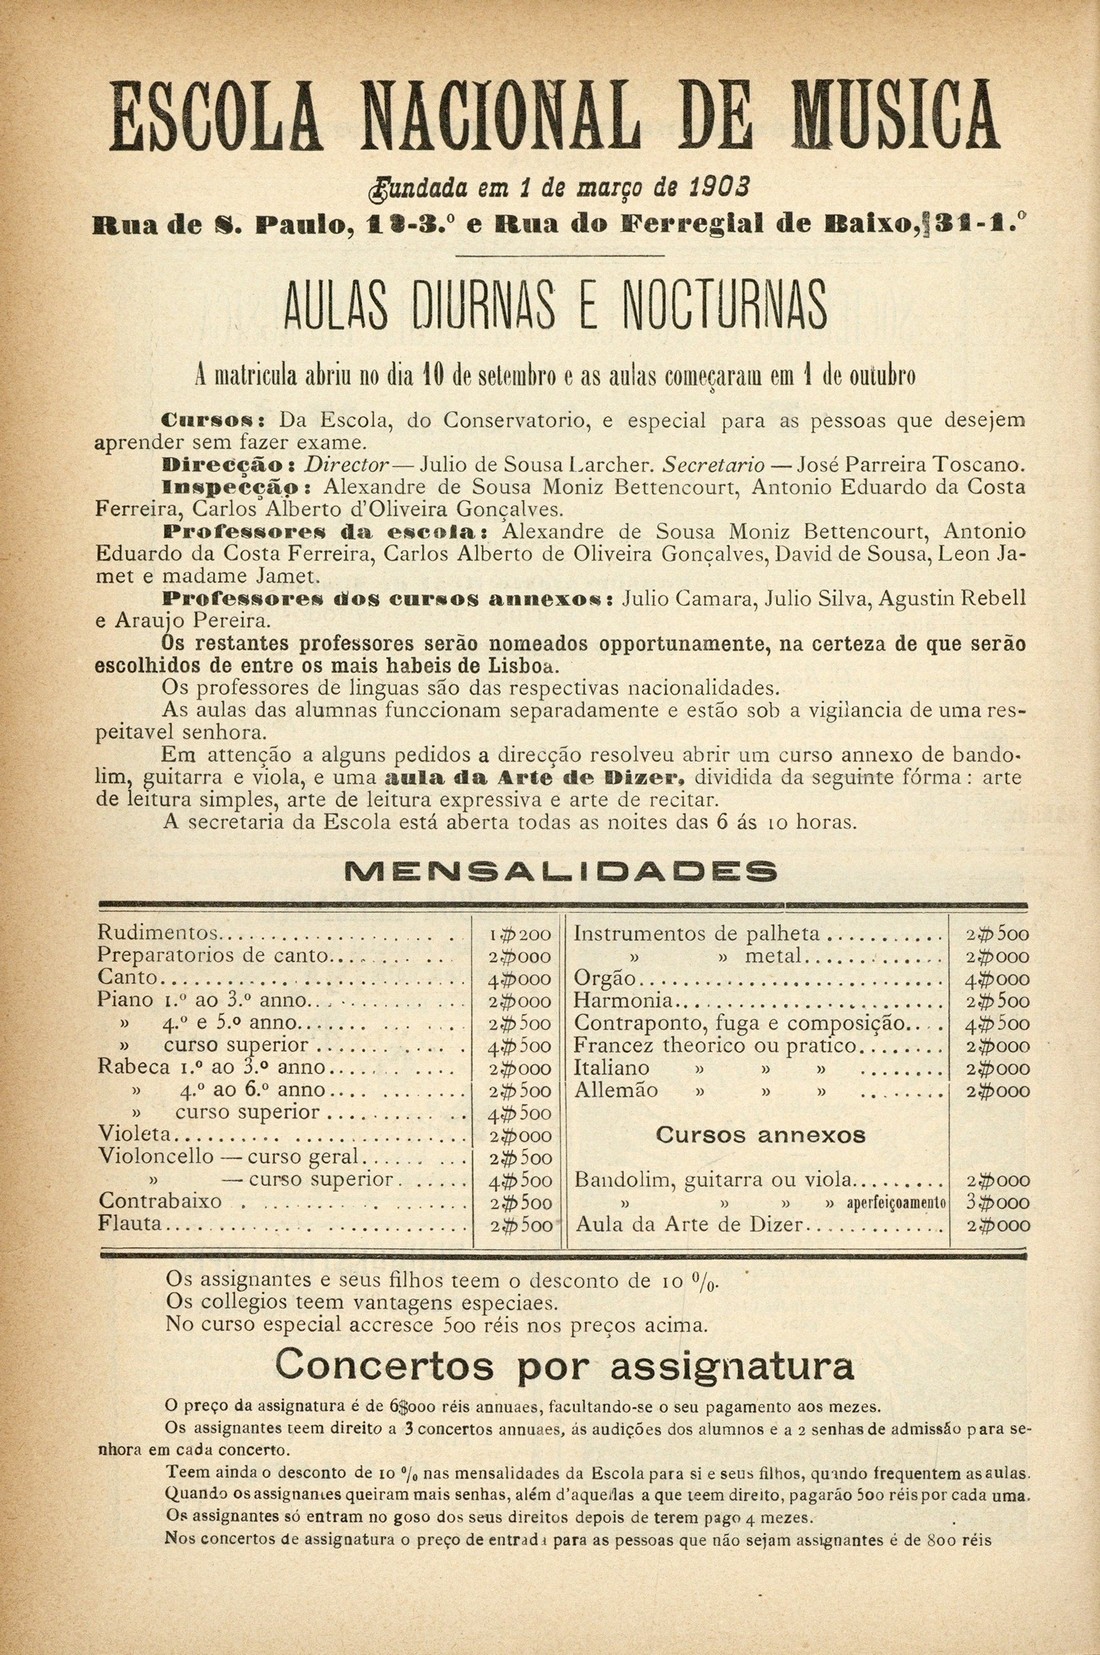 ESCOLA NACIONAL DE MUSICA
Fundada em 1 de março de 1903
Rua de S. Paulo, 12-3.º e Rua do Ferregial de Baixo, 31-1.º
AULAS DIURNAS E NOCTURNAS
A matricula abriu no dia 10 de setembro e as aulas começaram em 1 de outubro
Cursos: Da Escola, do Conservatorio, e especial para as pessoas que desejem
aprender sem fazer exame.
Direcção: Director — Julio de Sousa Larcher. Secretario — José Parreira Toscano.
Inspecção: Alexandre de Sousa Moniz Bettencourt, Antonio Eduardo da Costa
Ferreira, Carlos Alberto d'Oliveira Gonçalves.
Professores da escola: Alexandre de Sousa Moniz Bettencourt, Antonio
Eduardo da Costa Ferreira, Carlos Alberto de Oliveira Gonçalves, David de Sousa, Leon Ja-
met e madame Jamet.
Professores dos cursos annexos: Julio Camara, Julio Silva, Agustin Rebell
e Araujo Pereira.
Os restantes professores serão nomeados opportunamente, na certeza de que serão
escolhidos de entre os mais habeis de Lisboa.
Os professores de linguas são das respectivas nacionalidades.
As aulas das alumnas funccionam separadamente e estão sob a vigilancia de uma res-
peitavel senhora.
Em attenção a alguns pedidos a direcção resolveu abrir um curso annexo de bando-
lim, guitarra e viola, e uma aula da Arte de Dizer, dividida da seguinte fórma: arte
de leitura simples, arte de leitura expressiva e arte de recitar.
A secretaria da Escola está aberta todas as noites das 6 ás 10 horas.
MENSALIDADES
Rudimentos 1$200
Preparatorios de canto 2$000
Canto 4$000
Piano 1.º ao 3.º anno 2$000
» 4.º e 5.º anno 2$500
» curso superior 4$500
Rabeca 1.º ao 3.º anno 2$000
» 4.º ao 6.º anno 2$500
» curso superior 4$500
Violeta 2$000
Violoncello — curso geral 2$500
» — curso superior 4$500
Contrabaixo 2$500
Flauta 2$500
Instrumentos de palheta 2$500
» » metal 2$000
Orgão 4$000
Harmonia 2$500
Contraponto, fuga e composição 4$500
Francez theorico ou pratico 2$000
Italiano » » » 2$000
Allemão » » » 2$000
Cursos annexos
Bandolim, guitarra ou viola 2$000
» » » » aperfeiçoamento 3$000
Aula da Arte de Dizer 2$000
Os assignantes e seus filhos teem o desconto de 10 %.
Os collegios teem vantagens especiaes.
No curso especial accresce 500 réis nos preços acima.
Concertos por assignatura
O preço da assignatura é de 6$000 réis annuaes, facultando-se o seu pagamento aos mezes.
Os assignantes teem direito a 3 concertos annuaes, ás audições dos alumnos e a 2 senhas de admissão para se-
nhora em cada concerto.
Teem ainda o desconto de 10 % nas mensalidades da Escola para si e seus filhos, quando frequentem as aulas.
Quando os assignantes queiram mais senhas, além d'aquellas a que teem direito, pagarão 500 réis por cada uma.
Os assignantes só entram no goso dos seus direitos depois de terem pago 4 mezes.
Nos concertos de assignatura o preço de entrada para as pessoas que não sejam assignantes é de 800 réis